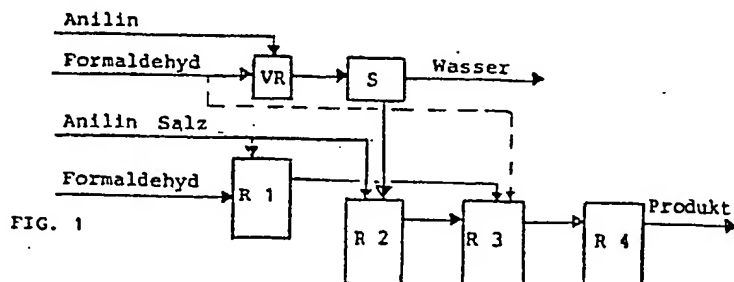 Anilin
Formaldehyd
VR
S
Wasser
Anilin Salz
Formaldehyd
R 1
FIG. 1
R 2
R 3
R 4
Produkt